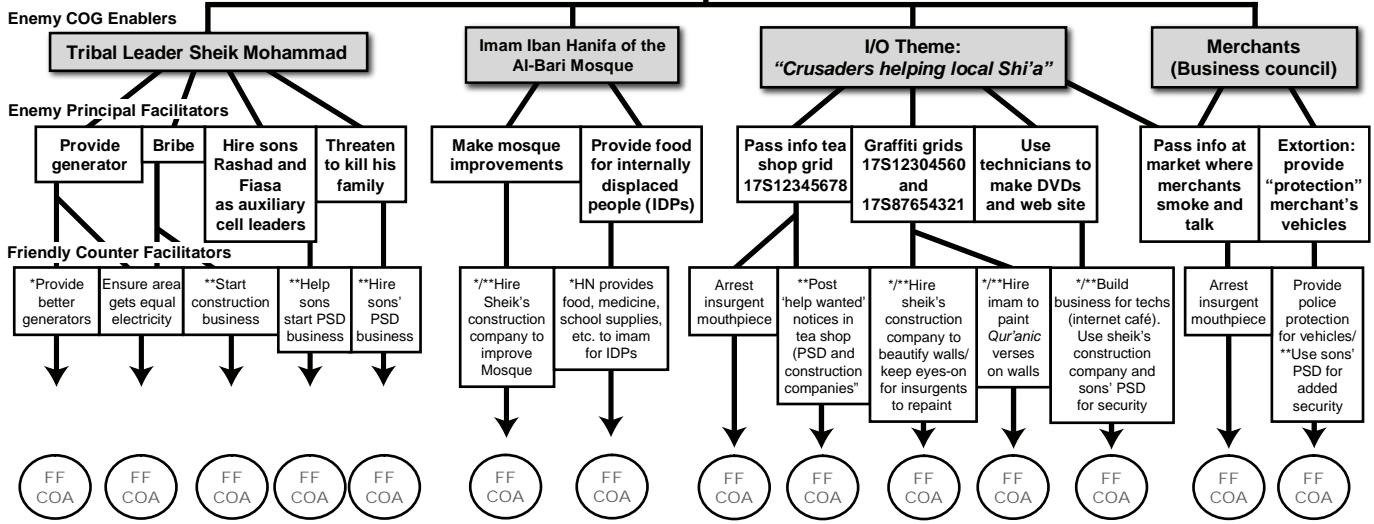 Enemy COG Enablers
Tribal Leader Sheik Mohammad
Imam Iban Hanifa of the
Al-Bari Mosque
I/O Theme:
“Crusaders helping local Shi’a”
Merchants
(Business council)
Enemy Principal Facilitators
Provide
generator
Bribe
Hire sons
Rashad and
Fiasa
as auxiliary
cell leaders
Threaten
to kill his
family
Make mosque
improvements
Provide food
for internally
displaced
people (IDPs)
Pass info tea
shop grid
17S12345678
Graffiti grids
17S12304560
and
17S87654321
Use
technicians to
make DVDs
and web site
Pass info at
market where
merchants
smoke and
talk
Extortion:
provide
“protection”
merchant’s
vehicles
Friendly Counter Facilitators
*Provide
better
generators
Ensure area
gets equal
electricity
**Start
construction
business
**Help
sons
start PSD
business
**Hire
sons’
PSD
business
*/**Hire
Sheik’s
construction
company to
improve
Mosque
*HN provides
food, medicine,
school supplies,
etc. to imam
for IDPs
Arrest
insurgent
mouthpiece
**Post
‘help wanted’
notices in
tea shop
(PSD and
construction
companies”
*/**Hire
sheik’s
construction
company to
beautify walls/
keep eyes-on
for insurgents
to repaint
*/**Hire
imam to
paint
Qur’anic
verses
on walls
*/**Build
business for techs
(internet café).
Use sheik’s
construction
company and
sons’ PSD
for security
Arrest
insurgent
mouthpiece
Provide
police
protection
for vehicles/
**Use sons’
PSD for
added
security
FF
COA
FF
COA
FF
COA
FF
COA
FF
COA
FF
COA
FF
COA
FF
COA
FF
COA
FF
COA
FF
COA
FF
COA
FF
COA
FF
COA